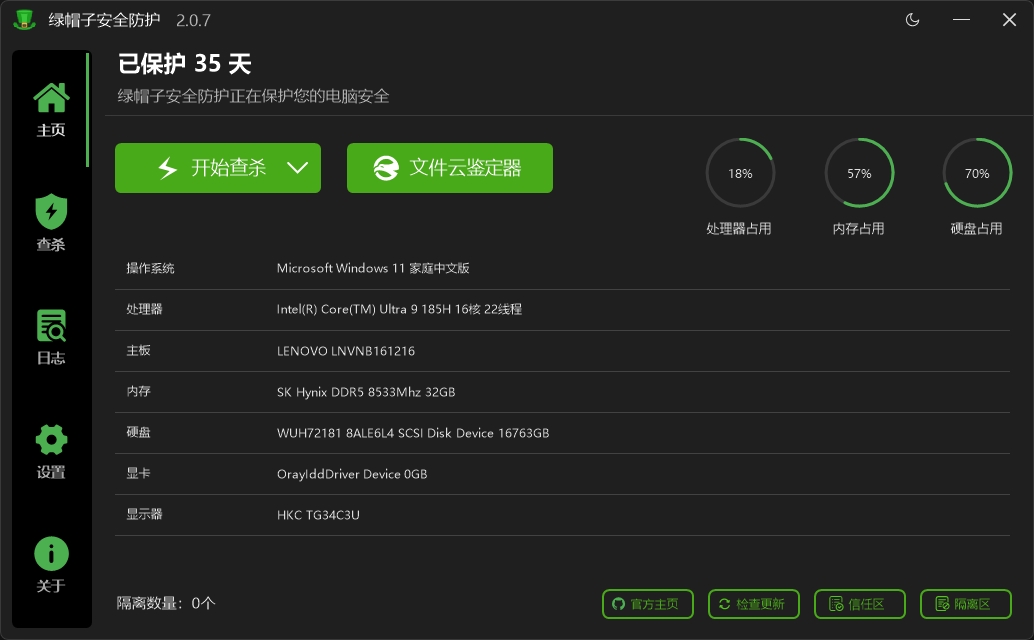 绿帽子安全防护 2.0.7
主页
查杀
日志
设置
关于
已保护 35 天
绿帽子安全防护正在保护您的电脑安全
开始查杀
文件云鉴定器
18%
57%
70%
处理器占用
内存占用
硬盘占用
操作系统 Microsoft Windows 11 家庭中文版
处理器 Intel(R) Core(TM) Ultra 9 185H 16核 22线程
主板 LENOVO LNVNB161216
内存 SK Hynix DDR5 8533Mhz 32GB
硬盘 WUH72181 8ALE6L4 SCSI Disk Device 16763GB
显卡 OrayIddDriver Device 0GB
显示器 HKC TG34C3U
隔离数量：0个
官方主页
检查更新
信任区
隔离区